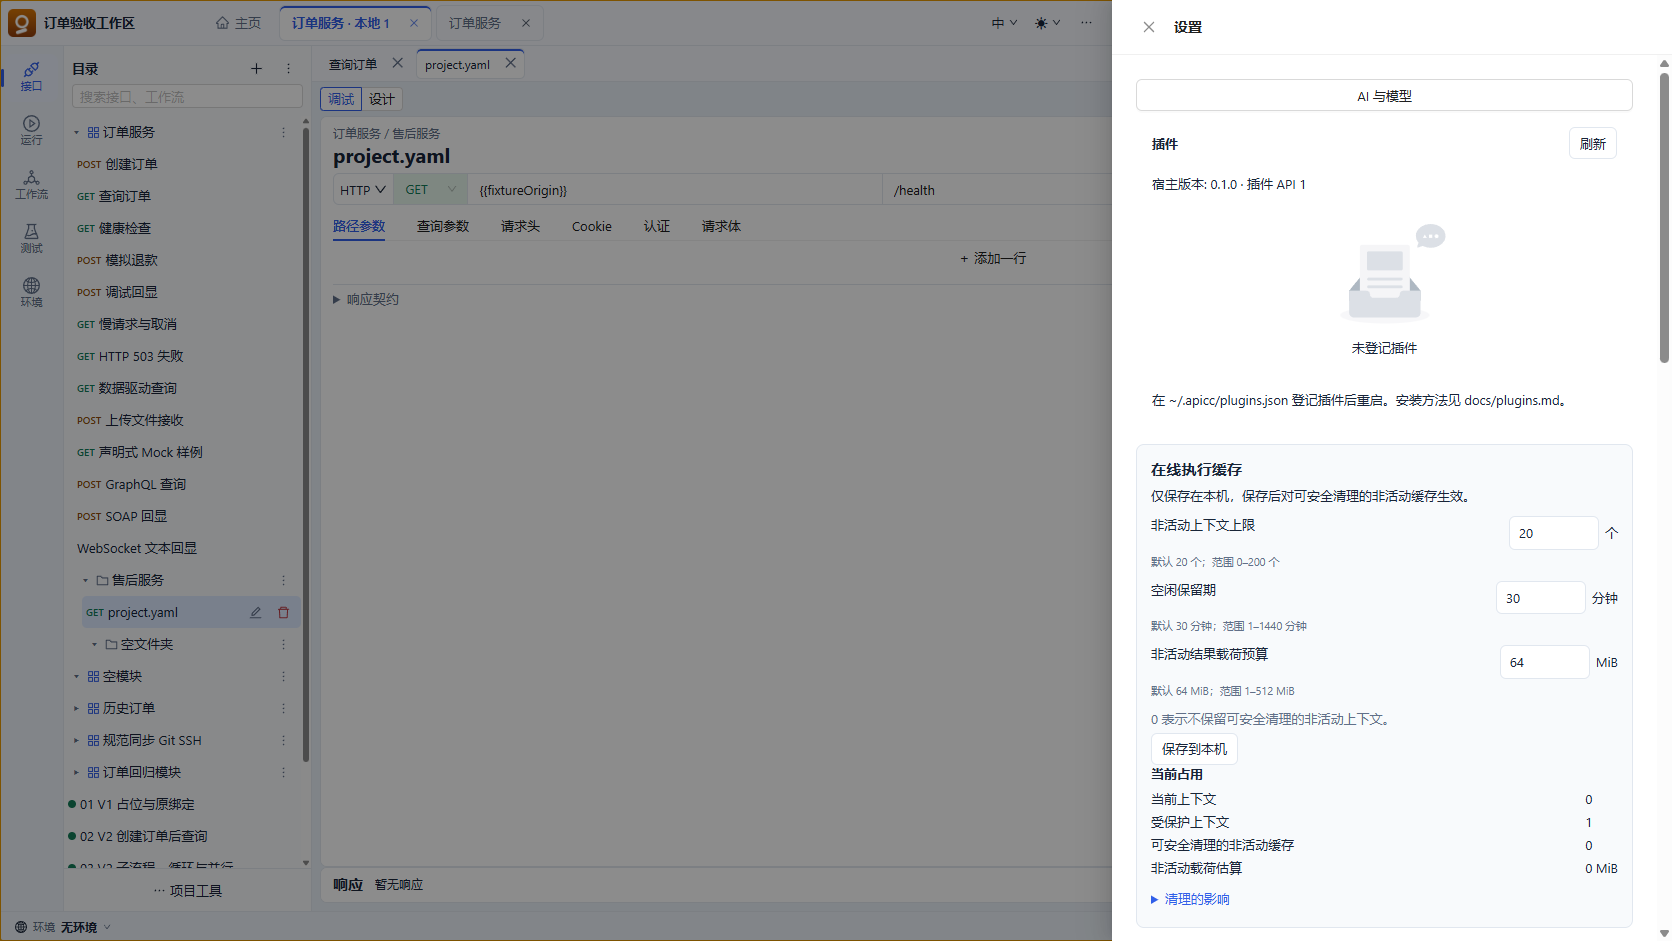 订单验收工作区
主页
订单服务 · 本地 1
订单服务
中
接口
运行
工作流
测试
环境
目录
搜索接口、工作流
订单服务
POST 创建订单
GET 查询订单
GET 健康检查
POST 模拟退款
POST 调试回显
GET 慢请求与取消
GET HTTP 503 失败
GET 数据驱动查询
POST 上传文件接收
GET 声明式 Mock 样例
POST GraphQL 查询
POST SOAP 回显
WebSocket 文本回显
售后服务
GET project.yaml
空文件夹
空模块
历史订单
规范同步 Git SSH
订单回归模块
01 V1 占位与原绑定
02 V2 创建订单后查询
03 V2 子流程、循环与并行
项目工具
环境 无环境
查询订单
project.yaml
调试
设计
订单服务 / 售后服务
project.yaml
HTTP GET {{fixtureOrigin}} /health
路径参数 查询参数 请求头 Cookie 认证 请求体
+ 添加一行
响应契约
响应 暂无响应
设置
AI 与模型
插件
刷新
宿主版本: 0.1.0 · 插件 API 1
未登记插件
在 ~/.apicc/plugins.json 登记插件后重启。安装方法见 docs/plugins.md。
在线执行缓存
仅保存在本机，保存后对可安全清理的非活动缓存生效。
非活动上下文上限
20 个
默认 20 个；范围 0–200 个
空闲保留期
30 分钟
默认 30 分钟；范围 1–1440 分钟
非活动结果载荷预算
64 MiB
默认 64 MiB；范围 1–512 MiB
0 表示不保留可安全清理的非活动上下文。
保存到本机
当前占用
当前上下文 0
受保护上下文 1
可安全清理的非活动缓存 0
非活动载荷估算 0 MiB
清理的影响